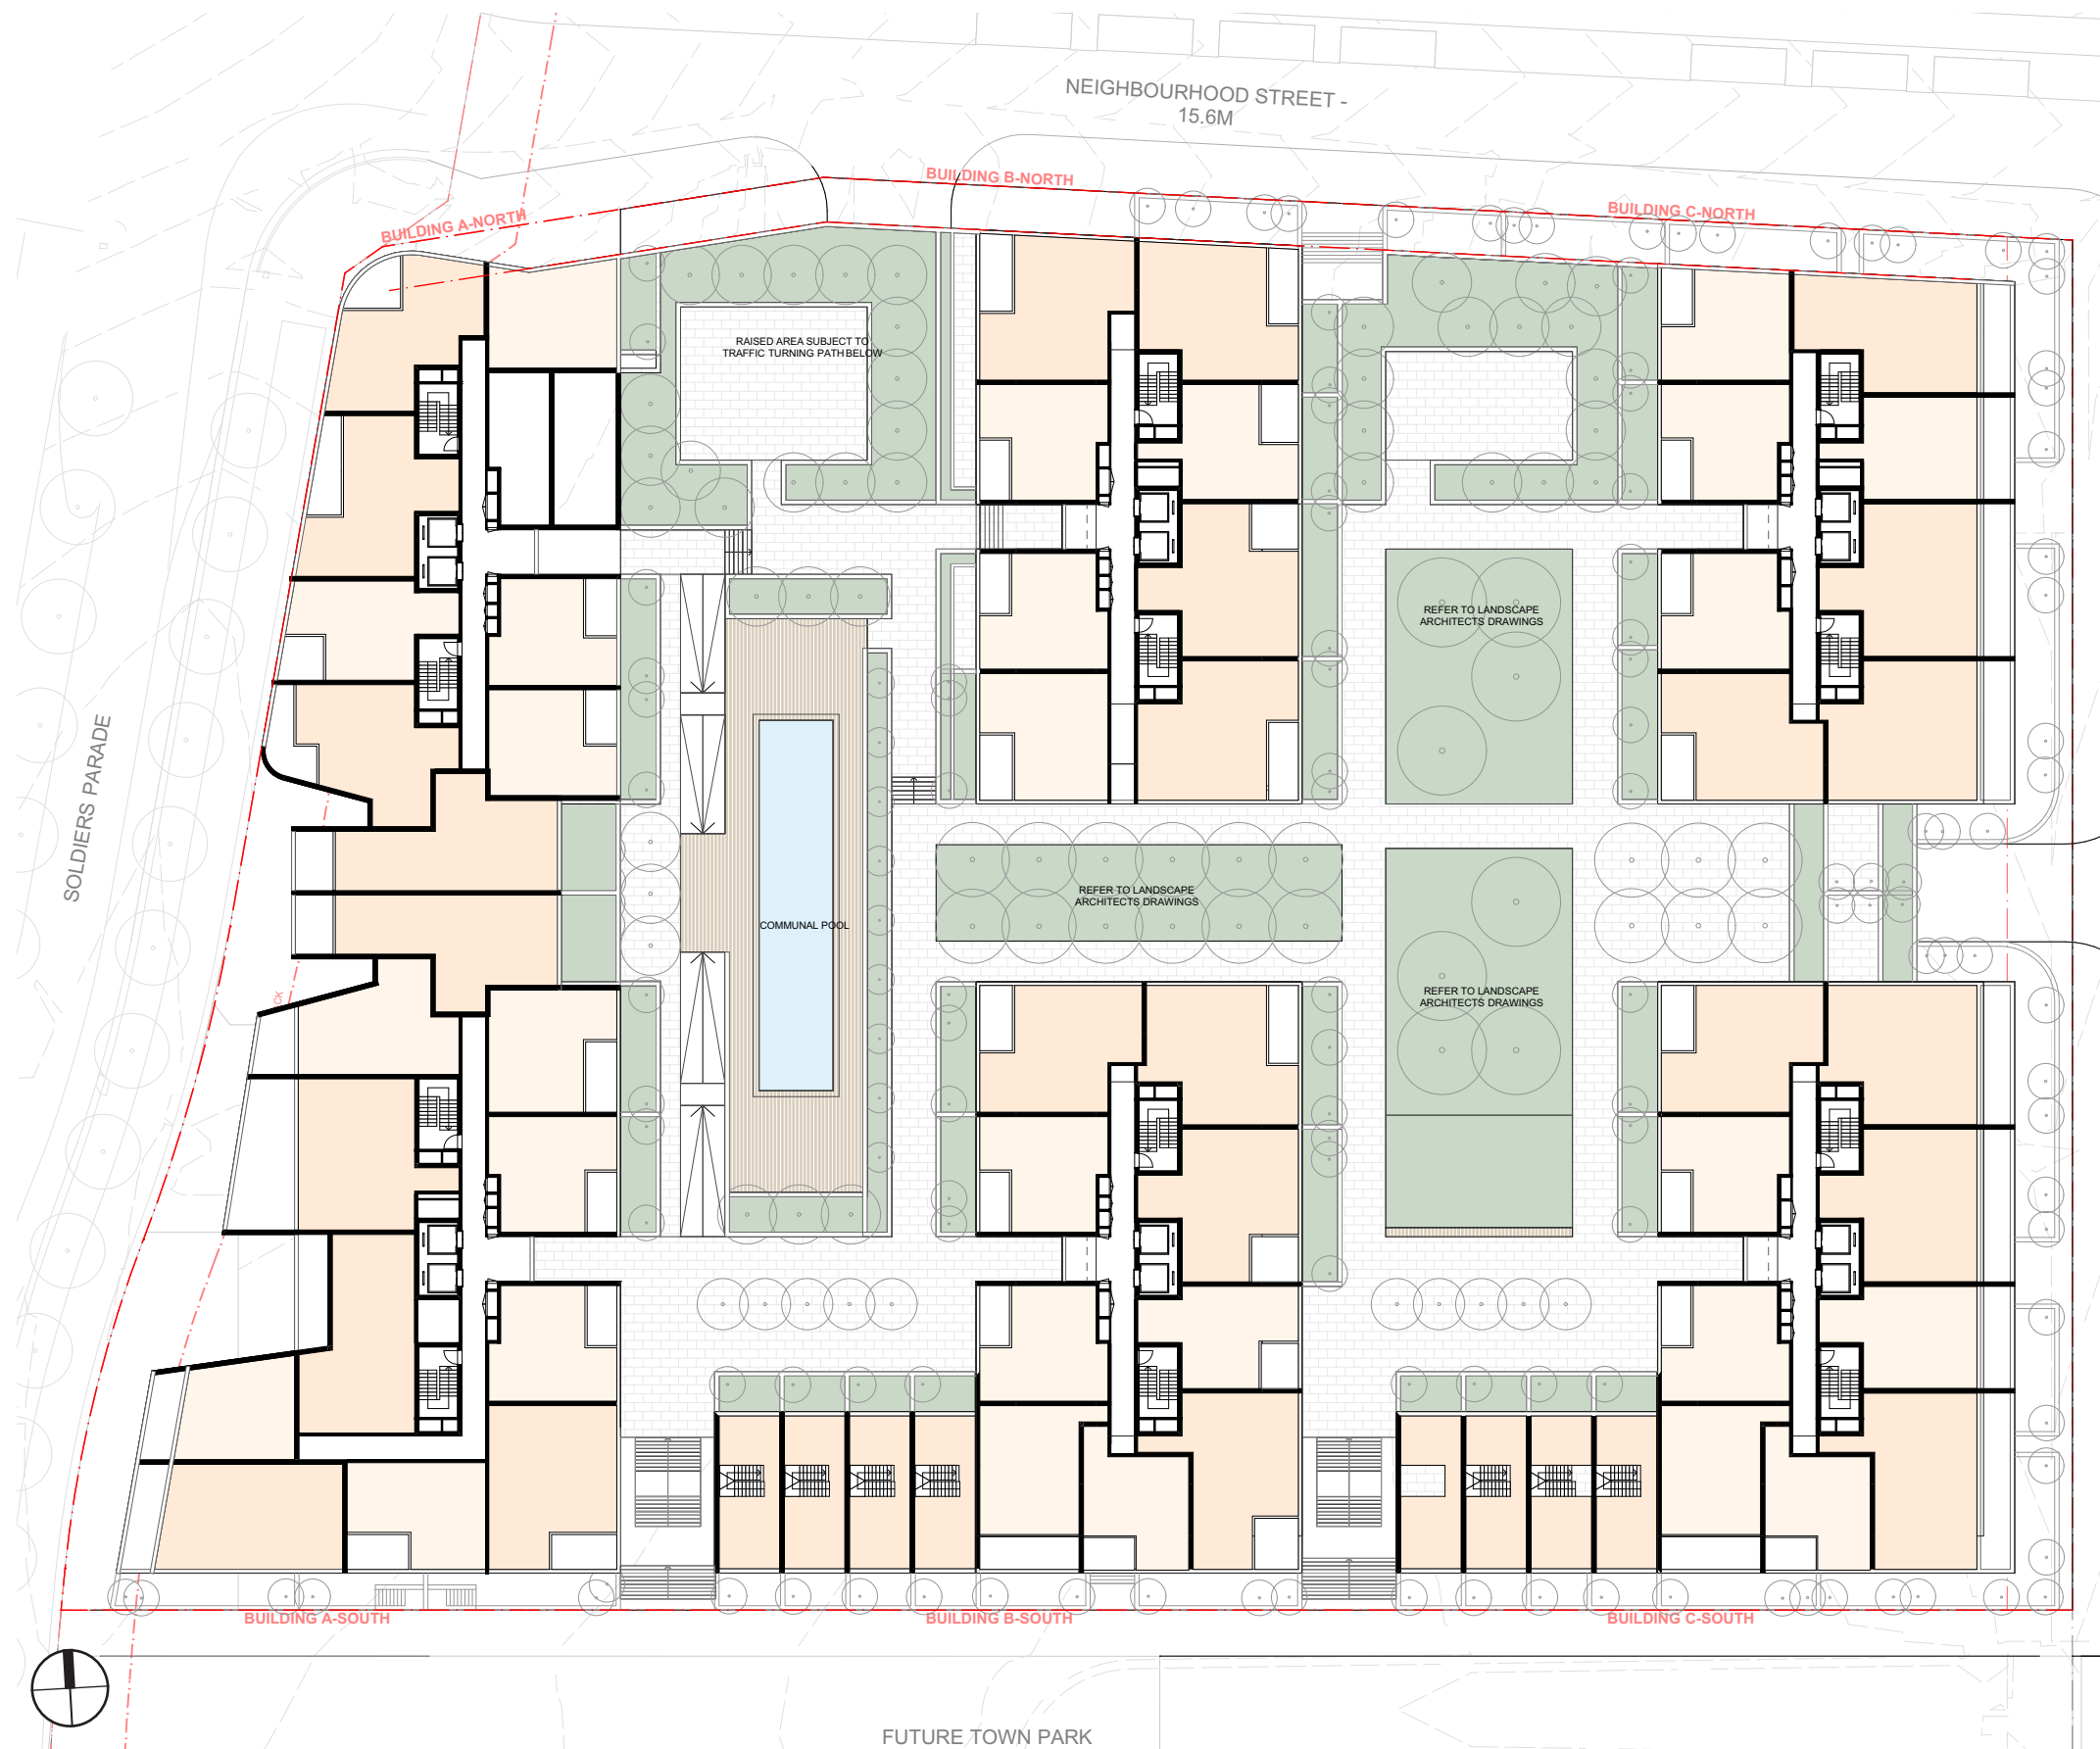 NEIGHBOURHOOD STREET -
15.6M
BUILDING B-NORTH
BUILDING A-NORTH
BUILDING C-NORTH
RAISED AREA SUBJECT TO
TRAFFIC TURNING PATH BELOW
REFER TO LANDSCAPE
ARCHITECTS DRAWINGS
SOLDIERS PARADE
REFER TO LANDSCAPE
ARCHITECTS DRAWINGS
COMMUNAL POOL
REFER TO LANDSCAPE
ARCHITECTS DRAWINGS
CK
BUILDING A-SOUTH
BUILDING B-SOUTH
BUILDING C-SOUTH
FUTURE TOWN PARK